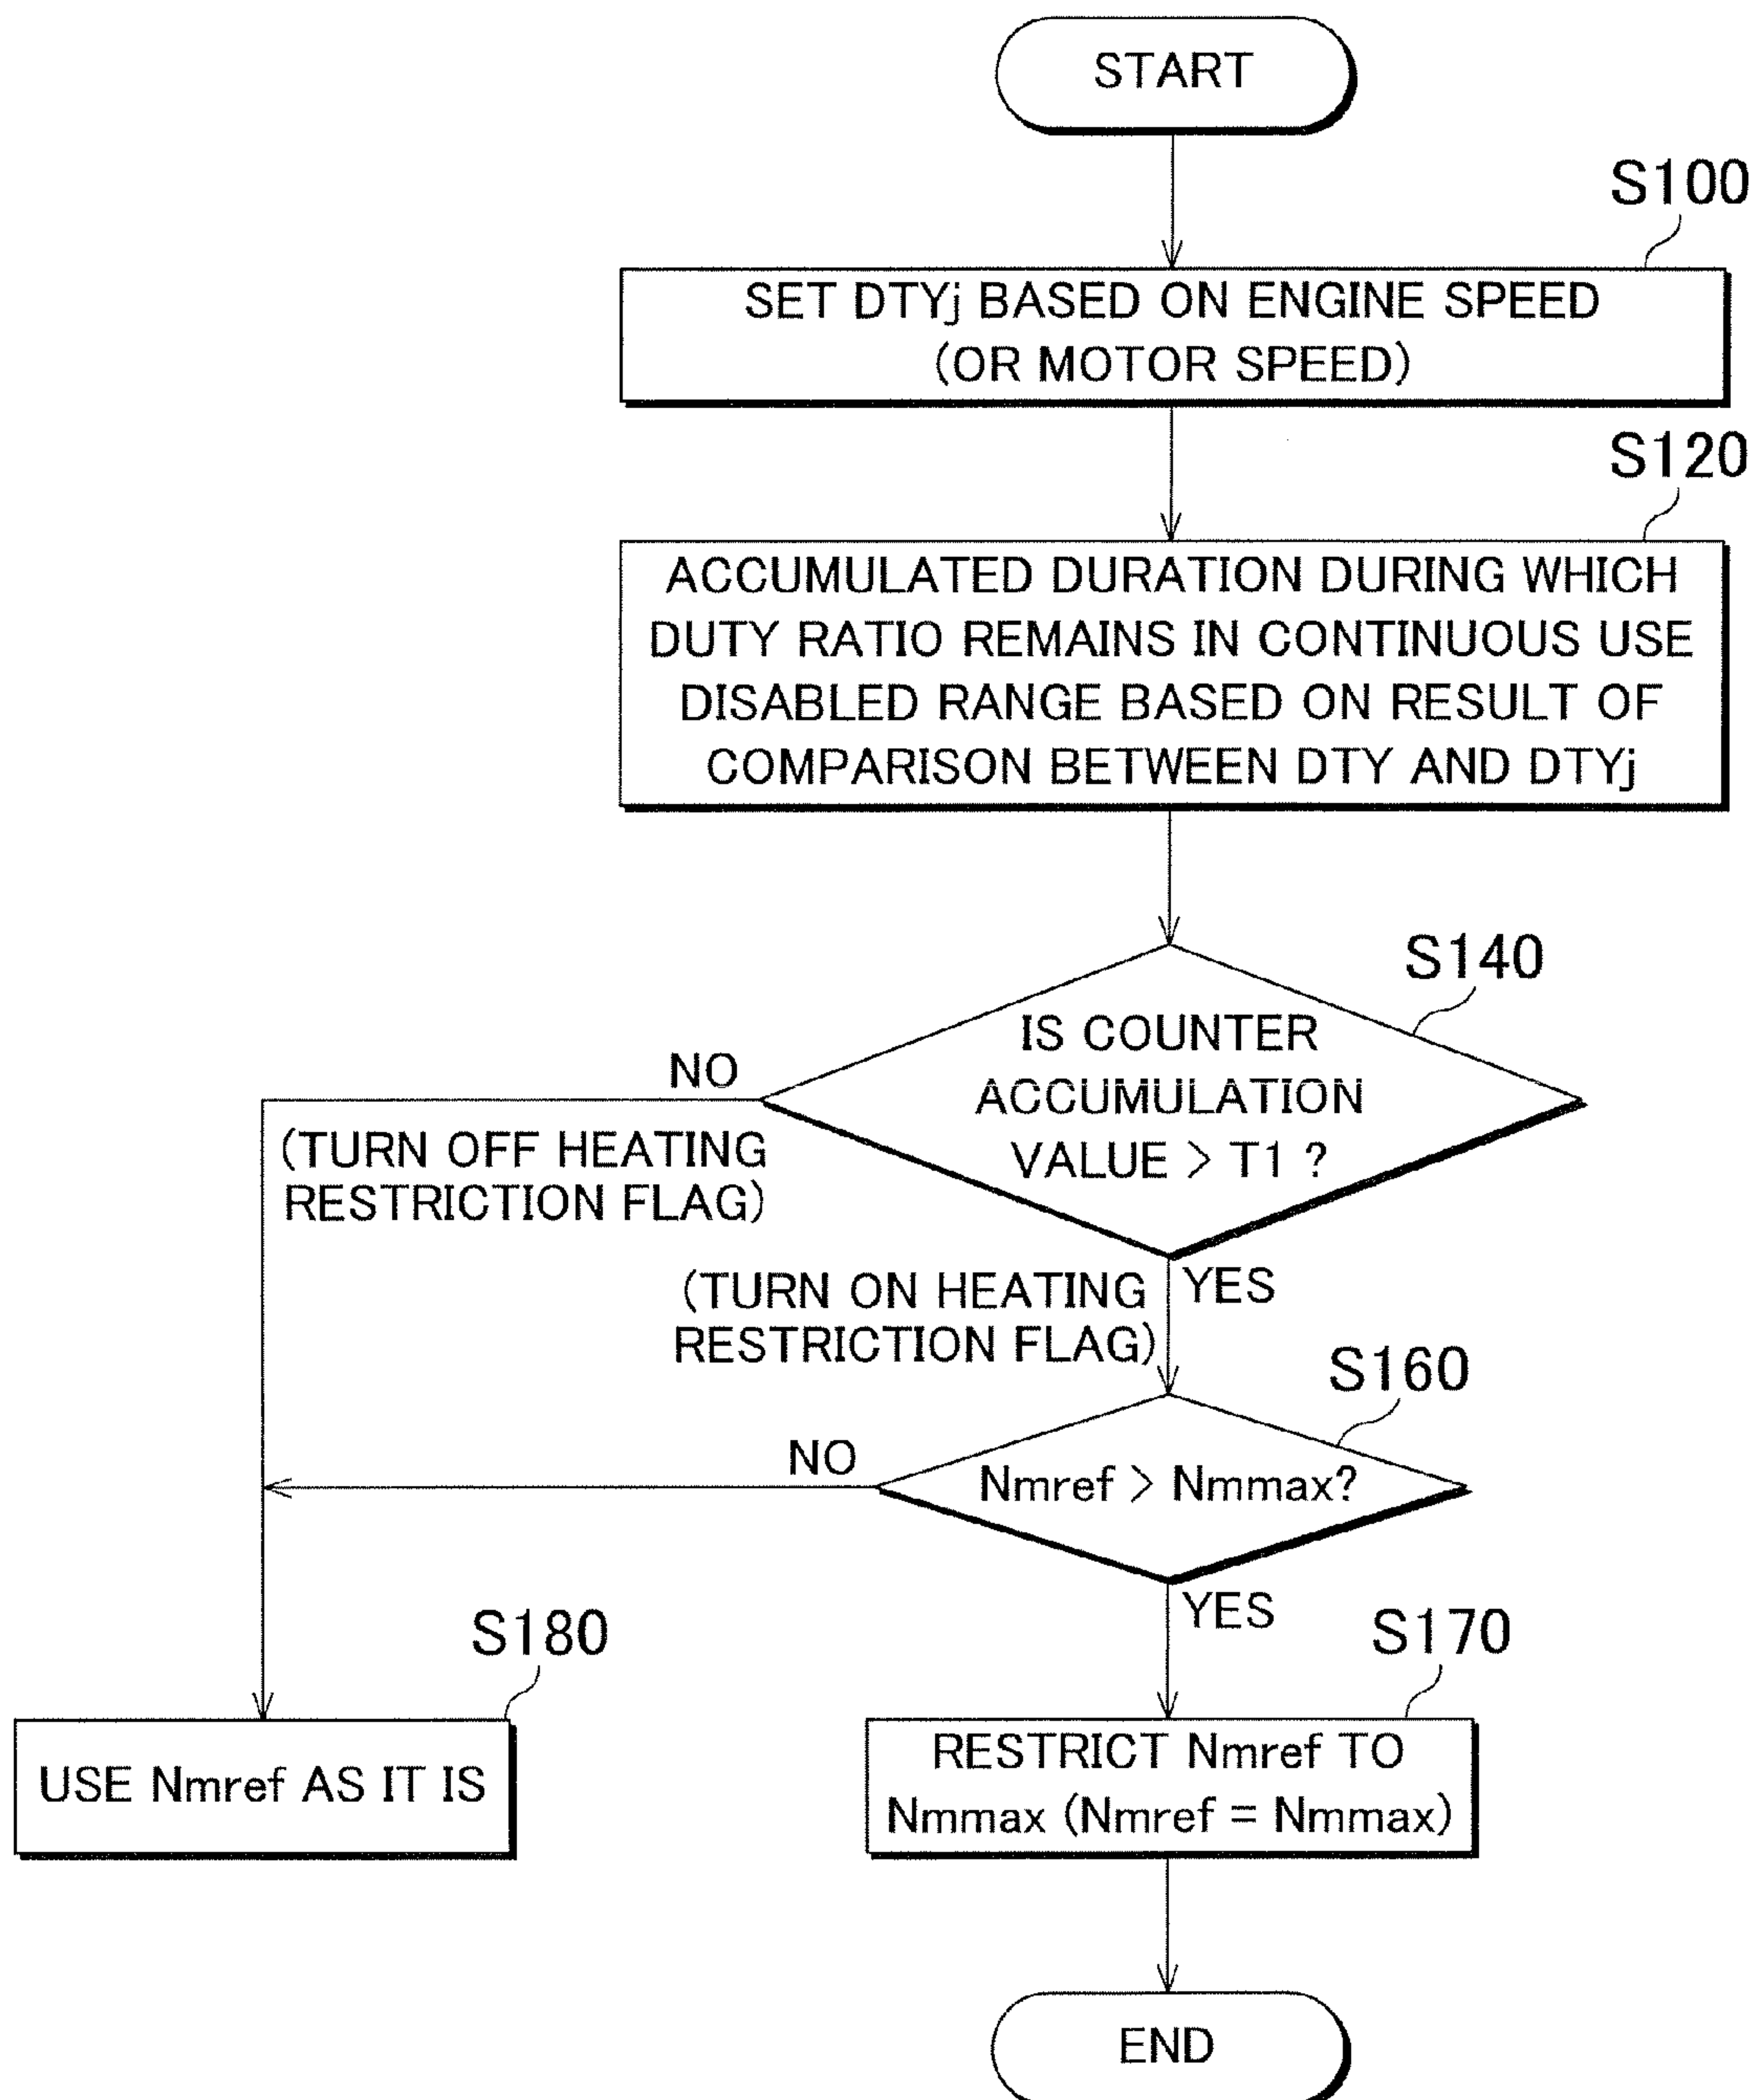 START
S100
SET DTYj BASED ON ENGINE SPEED
(OR MOTOR SPEED)
S120
ACCUMULATED DURATION DURING WHICH
DUTY RATIO REMAINS IN CONTINUOUS USE
DISABLED RANGE BASED ON RESULT OF
COMPARISON BETWEEN DTY AND DTYj
S140
IS COUNTER
ACCUMULATION
VALUE > T1 ?
NO
(TURN OFF HEATING
RESTRICTION FLAG)
YES
(TURN ON HEATING
RESTRICTION FLAG)
S160
Nmref > Nmmax?
NO
YES
S180
USE Nmref AS IT IS
S170
RESTRICT Nmref TO
Nmmax (Nmref = Nmmax)
END